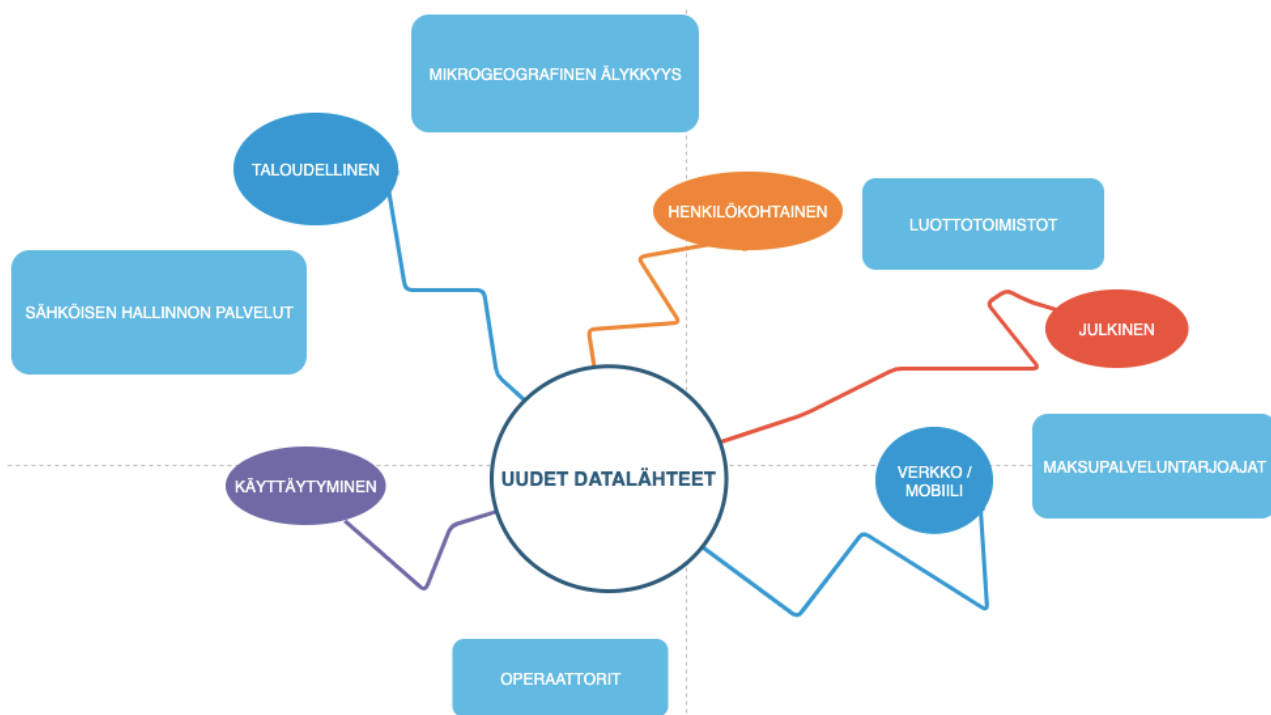 MIKROGEOGRAFINEN ÄLYKKYYS
TALOUDELLINEN
HENKILÖKOHTAINEN
LUOTTOTOIMISTOT
SÄHKÖISEN HALLINNON PALVELUT
JULKINEN
UUDET DATALÄHTEET
KÄYTTÄYTYMINEN
VERKKO /
MOBIILI
MAKSUPALVELUNTARJOAJAT
OPERAATTORIT